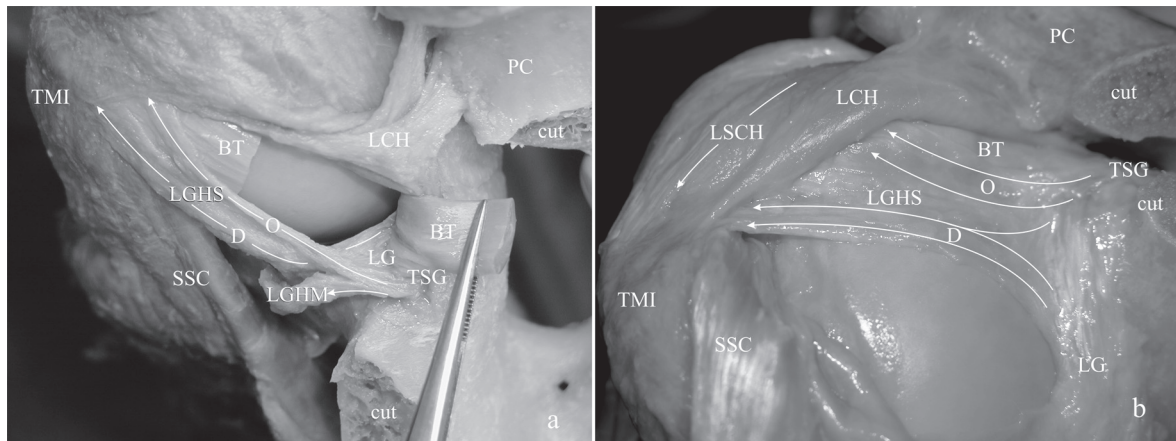 PC
TMI
LCH
cut
BT
LGHS
O
BT
D
LG
TSG
SSC
LGHM
cut
a
PC
LCH
cut
LSCH
BT
TSG
O
cut
LGHS
D
TMI
SSC
LG
b